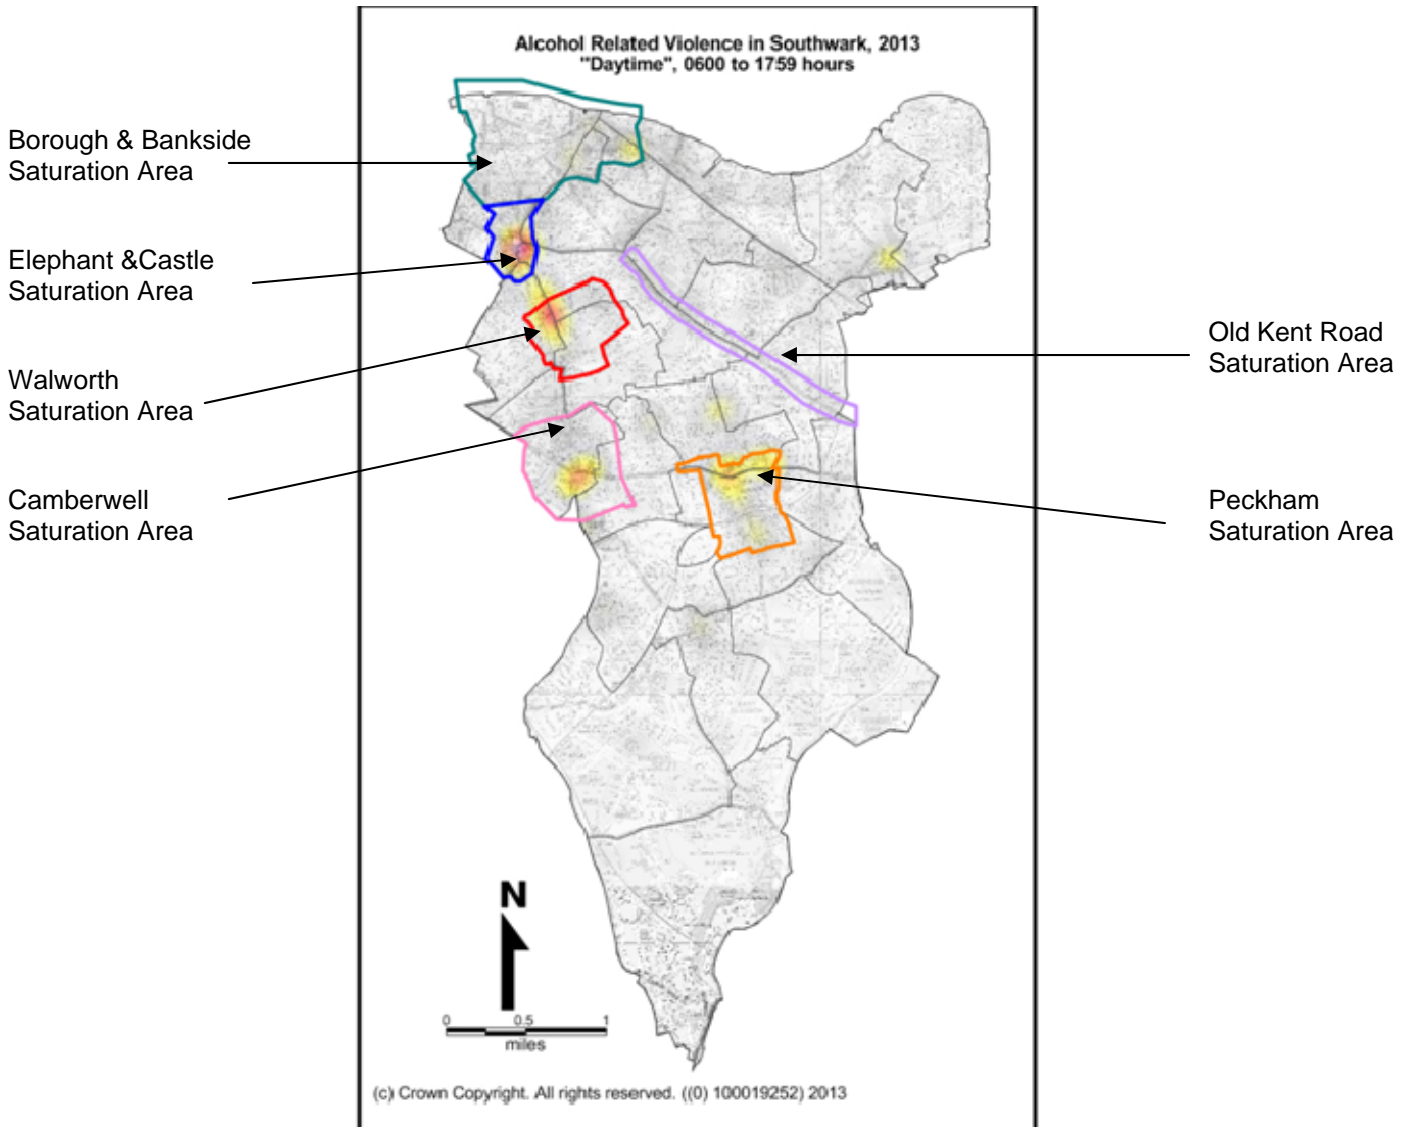 Alcohol Related Violence in Southwark, 2013
"Daytime", 0600 to 1759 hours
Borough & Bankside
Saturation Area
Elephant &Castle
Saturation Area
Walworth
Saturation Area
Camberwell
Saturation Area
Old Kent Road
Saturation Area
Peckham
Saturation Area
N
0 0.5 1
miles
(c) Crown Copyright. All rights reserved. ((0) 100019252) 2013